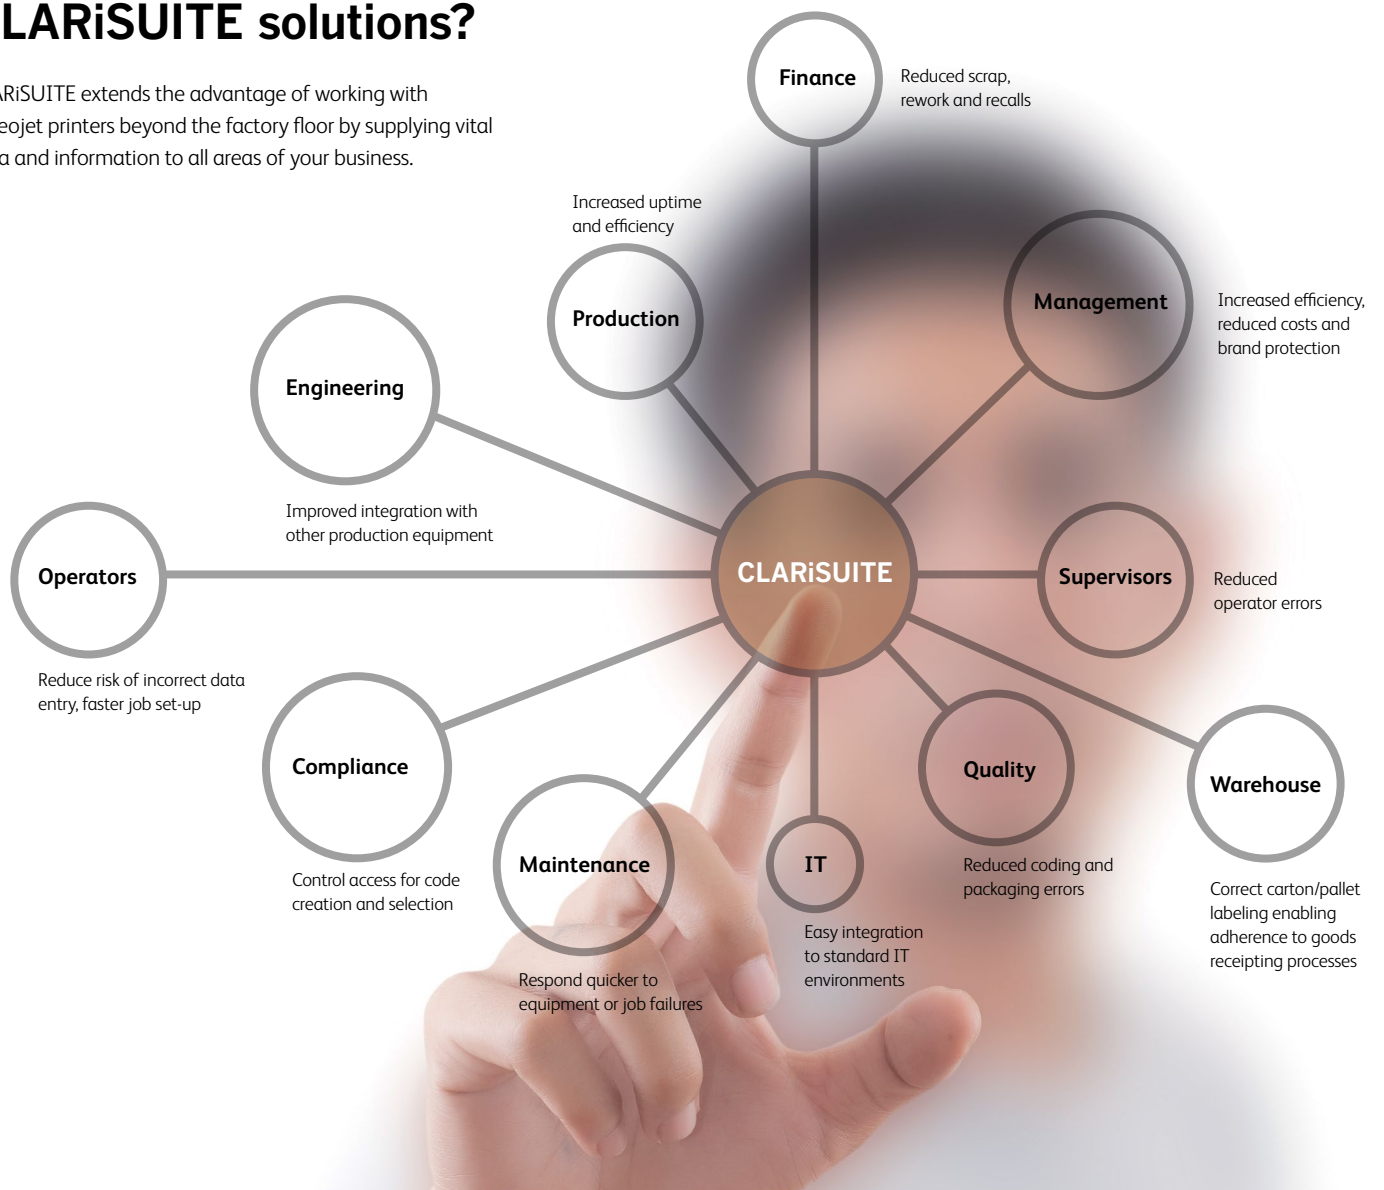 LARiSUITE solutions?
RiSUITE extends the advantage of working with
eojet printers beyond the factory floor by supplying vital
a and information to all areas of your business.
Finance
Reduced scrap,
rework and recalls
Increased uptime
and efficiency
Production
Management
Increased efficiency,
reduced costs and
brand protection
Engineering
Improved integration with
other production equipment
Operators
Reduce risk of incorrect data
entry, faster job set-up
CLARiSUITE
Supervisors
Reduced
operator errors
Compliance
Control access for code
creation and selection
Maintenance
Respond quicker to
equipment or job failures
IT
Easy integration
to standard IT
environments
Quality
Reduced coding and
packaging errors
Warehouse
Correct carton/pallet
labeling enabling
adherence to goods
receipting processes